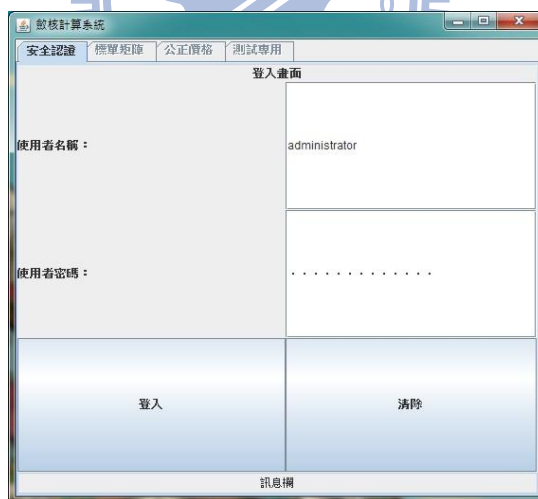 歛核計算系統
安全認證 標單矩陣 公正價格 測試專用
登入畫面
使用者名稱：
administrator
使用者密碼：
· · · · · · · · · · · · ·
登入 清除
訊息欄